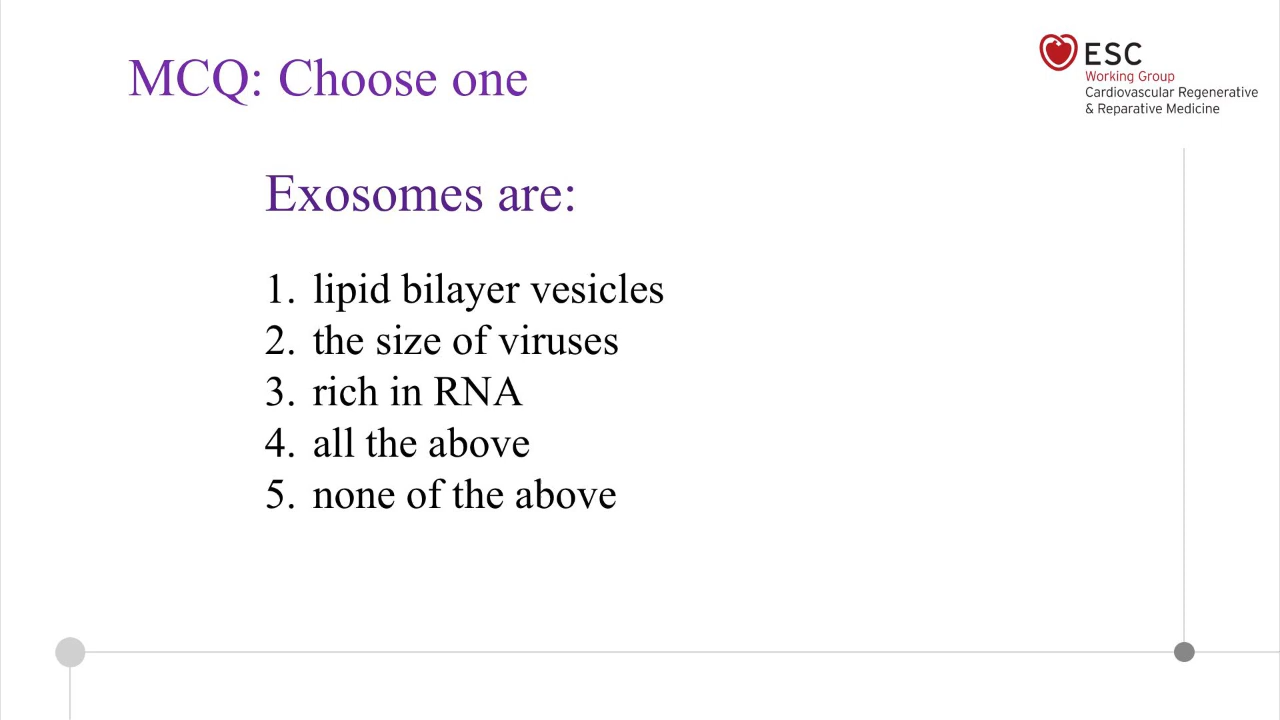 MCQ: Choose one
ESC
Working Group
Cardiovascular Regenerative
& Reparative Medicine
Exosomes are:
1. lipid bilayer vesicles
2. the size of viruses
3. rich in RNA
4. all the above
5. none of the above